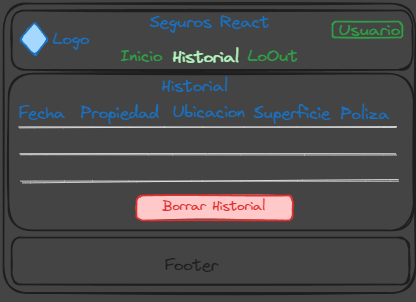 Seguros React
Logo
Usuario
Inicio Historial LoOut
Historial
Fecha Propiedad Ubicacion Superficie Poliza
Borrar Historial
Footer